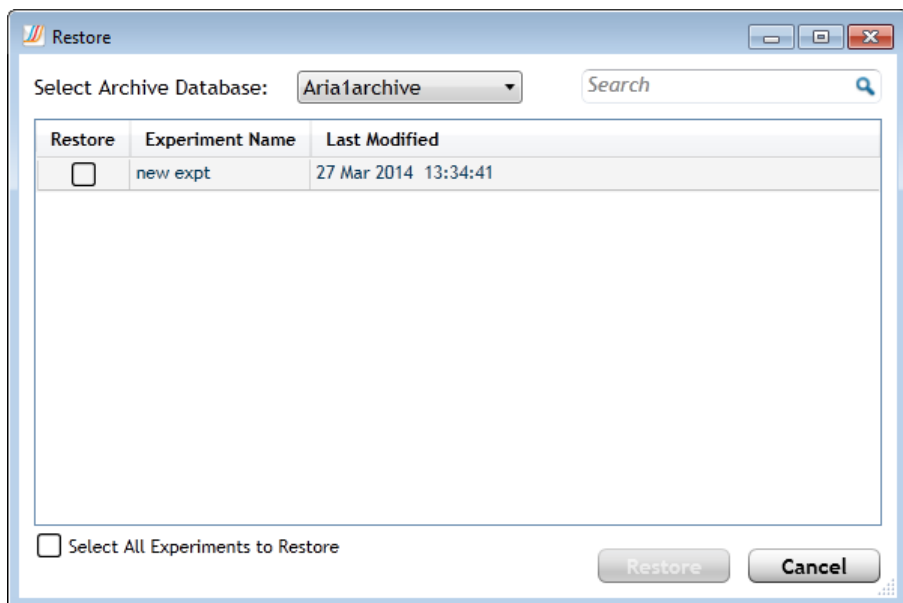 Restore
Select Archive Database: Aria1archive Search
Restore Experiment Name Last Modified
new expt 27 Mar 2014 13:34:41
Select All Experiments to Restore
Restore Cancel